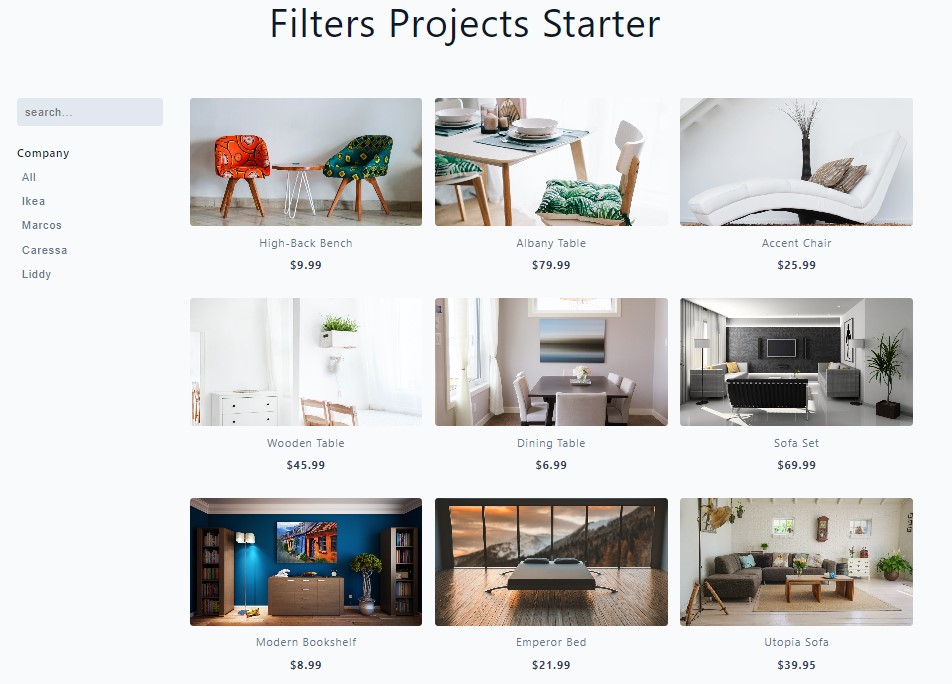 Filters Projects Starter
search...
Company
All
Ikea
Marcos
Caressa
Liddy
High-Back Bench
$9.99
Albany Table
$79.99
Accent Chair
$25.99
Wooden Table
$45.99
Dining Table
$6.99
Sofa Set
$69.99
Modern Bookshelf
$8.99
Emperor Bed
$21.99
Utopia Sofa
$39.95